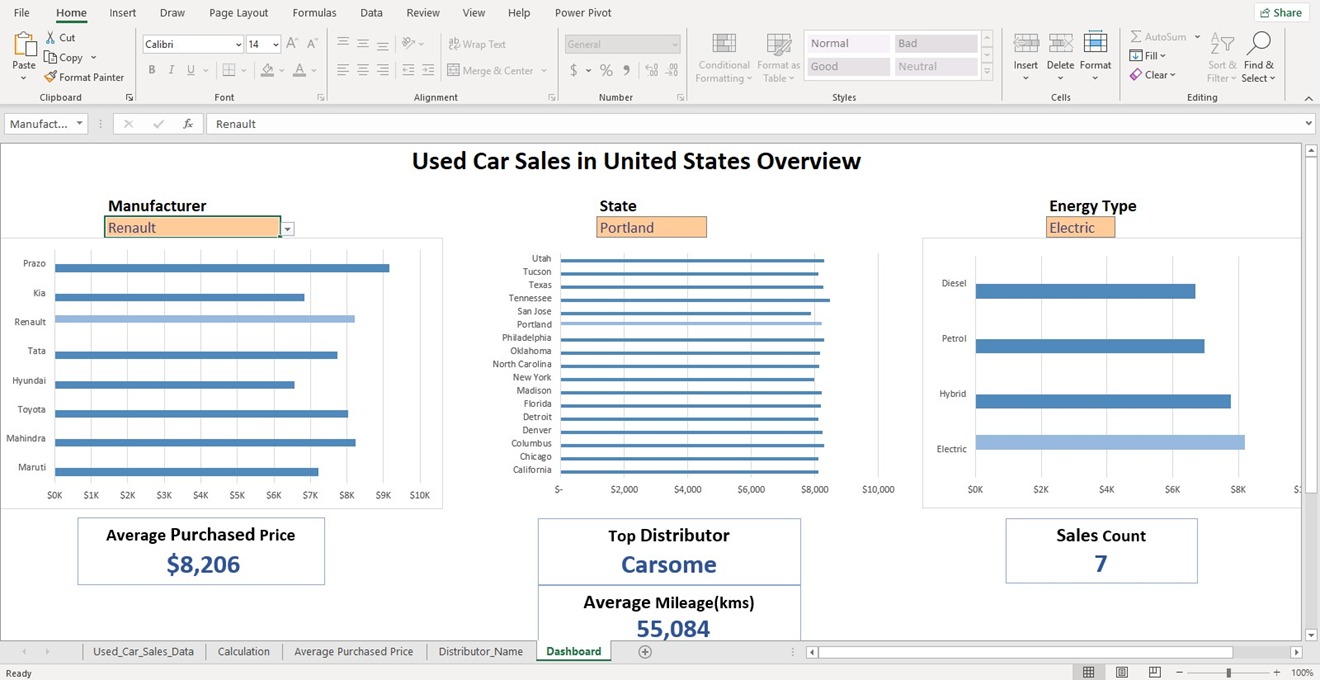 File Home Insert Draw Page Layout Formulas Data Review View Help Power Pivot Share
Paste
Cut
Copy
Format Painter
Clipboard
Calibri 14 A A
B I U A
Font
Wrap Text
Merge & Center
Alignment
General
$ % , .00 .00
Number
Conditional Formatting
Format as Table
Normal Bad
Good Neutral
Styles
Insert Delete Format
Cells
AutoSum
Fill
Clear
Sort & Filter
Find & Select
Editing
Manufact... fx Renault
Used Car Sales in United States Overview
Manufacturer
Renault
Prazo
Kia
Renault
Tata
Hyundai
Toyota
Mahindra
Maruti
$0K $1K $2K $3K $4K $5K $6K $7K $8K $9K $10K
Average Purchased Price
$8,206
State
Portland
Utah
Tucson
Texas
Tennessee
San Jose
Portland
Philadelphia
Oklahoma
North Carolina
New York
Madison
Florida
Detroit
Denver
Columbus
Chicago
California
$- $2,000 $4,000 $6,000 $8,000 $10,000
Top Distributor
Carsome
Average Mileage(kms)
55,084
Energy Type
Electric
Diesel
Petrol
Hybrid
Electric
$0K $2K $4K $6K $8K
Sales Count
7
Used_Car_Sales_Data Calculation Average Purchased Price Distributor_Name Dashboard
Ready 100%